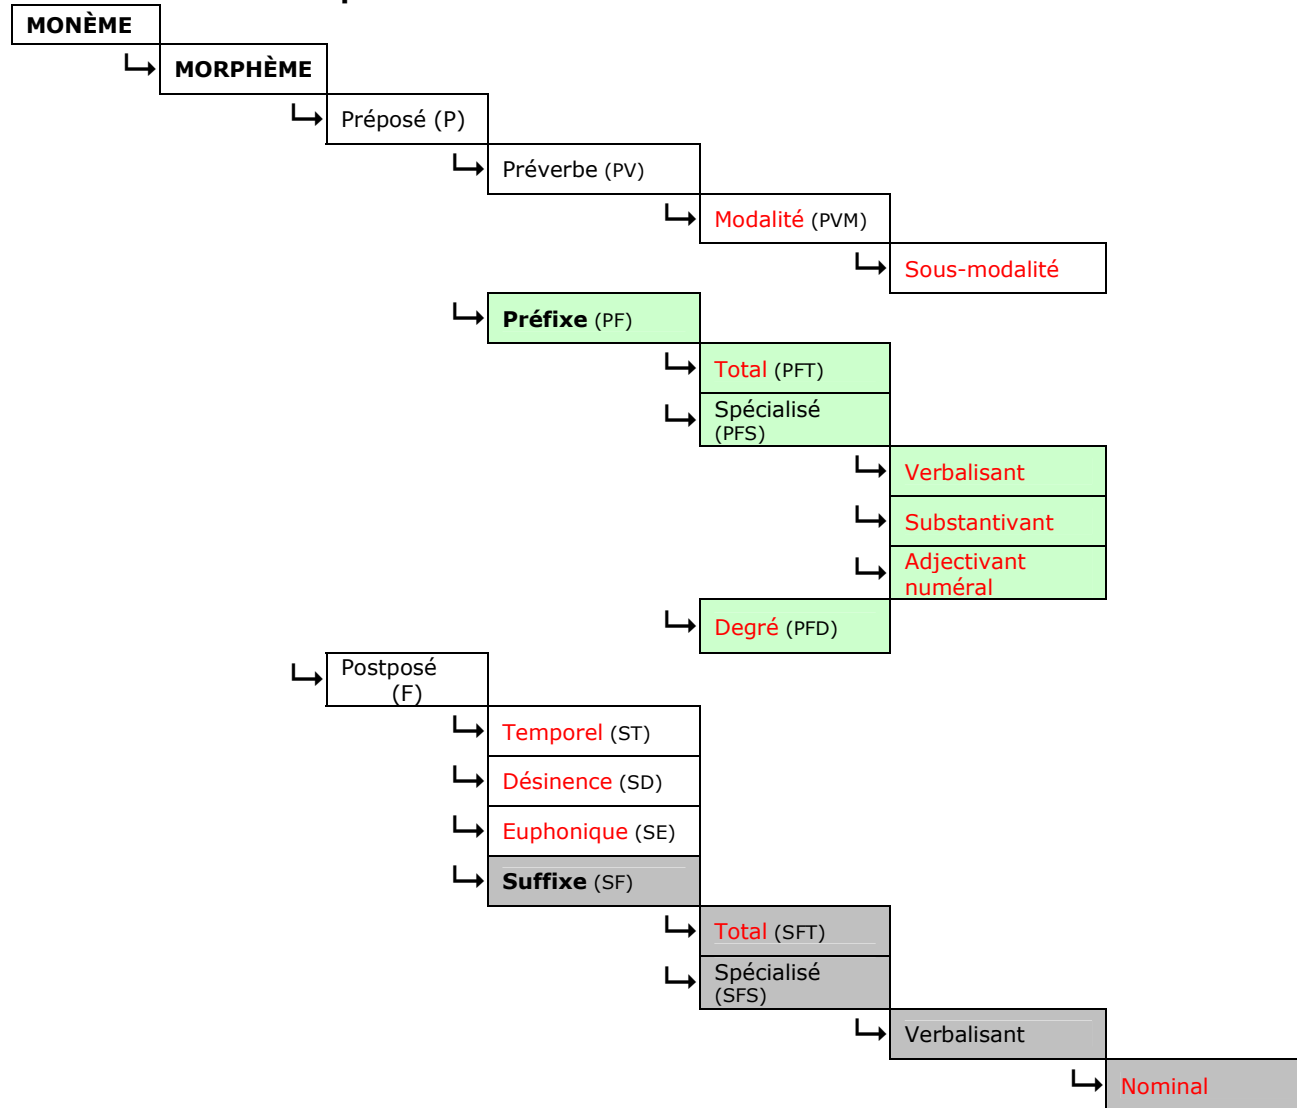 MONÈME
MORPHÈME
Préposé (P)
Préverbe (PV)
Modalité (PVM)
Sous-modalité
Préfixe (PF)
Total (PFT)
Spécialisé
(PFS)
Verbalisant
Substantivant
Adjectivant
numéral
Degré (PFD)
Postposé
(F)
Temporel (ST)
Désinence (SD)
Euphonique (SE)
Suffixe (SF)
Total (SFT)
Spécialisé
(SFS)
Verbalisant
Nominal